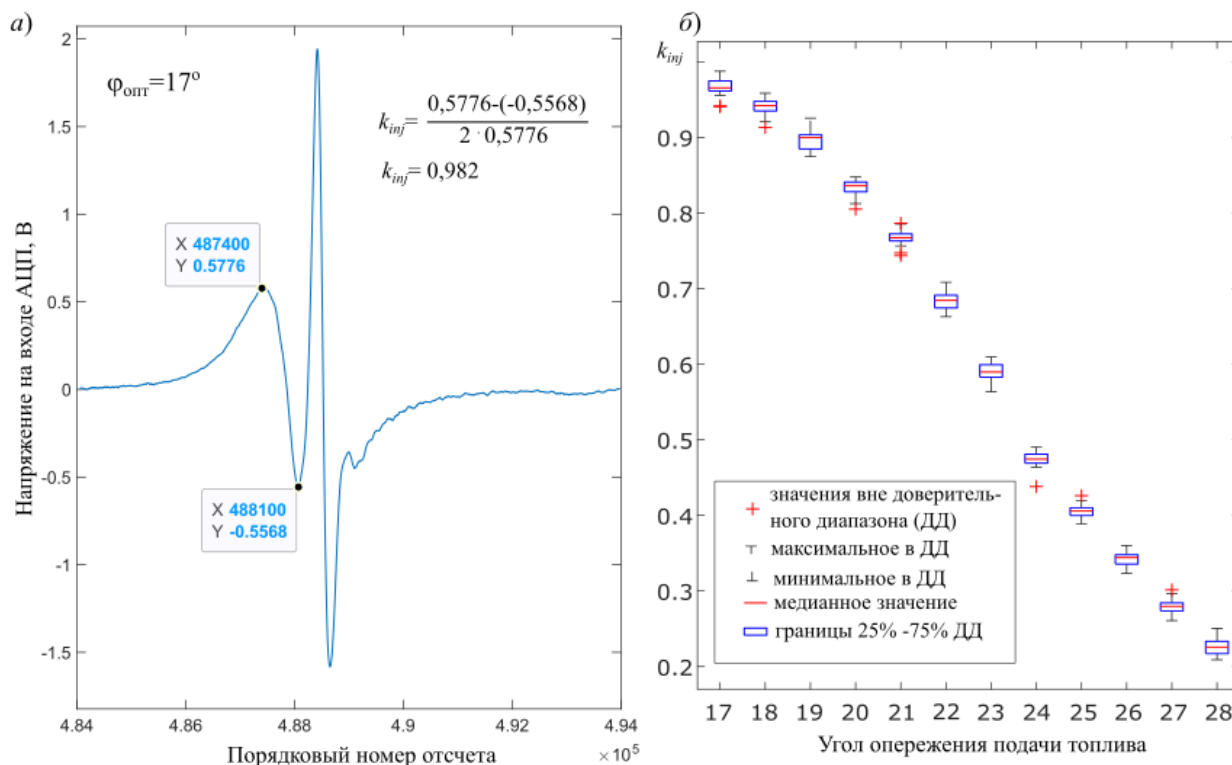 а)
φопт=17°
kinj= 0,5776-(-0,5568)
2 · 0,5776
kinj= 0,982
X 487400
Y 0.5776
X 488100
Y -0.5568
2
1.5
1
0.5
0
-0.5
-1
-1.5
Напряжение на входе АЦП, В
4.84 4.86 4.88 4.49 4.92 4.94
×10⁵
Порядковый номер отсчета
б)
kinj
0.9
0.8
0.7
0.6
0.5
0.4
0.3
0.2
значения вне доверитель-
ного диапазона (ДД)
максимальное в ДД
минимальное в ДД
медианное значение
границы 25% -75% ДД
17 18 19 20 21 22 23 24 25 26 27 28
Угол опережения подачи топлива